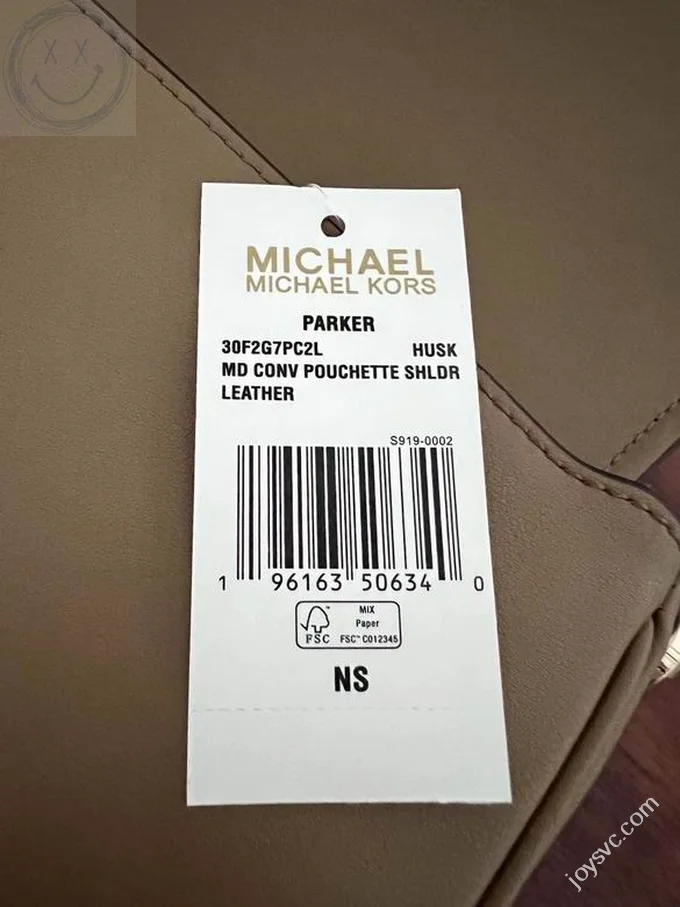 MICHAEL
MICHAEL KORS
PARKER
30F2G7PC2L HUSK
MD CONV POUCHETTE SHLDR
LEATHER
S919-0002
1 96163 50634 0
MIX
Paper
FSC™ C012345
FSC
NS
joysvc.com